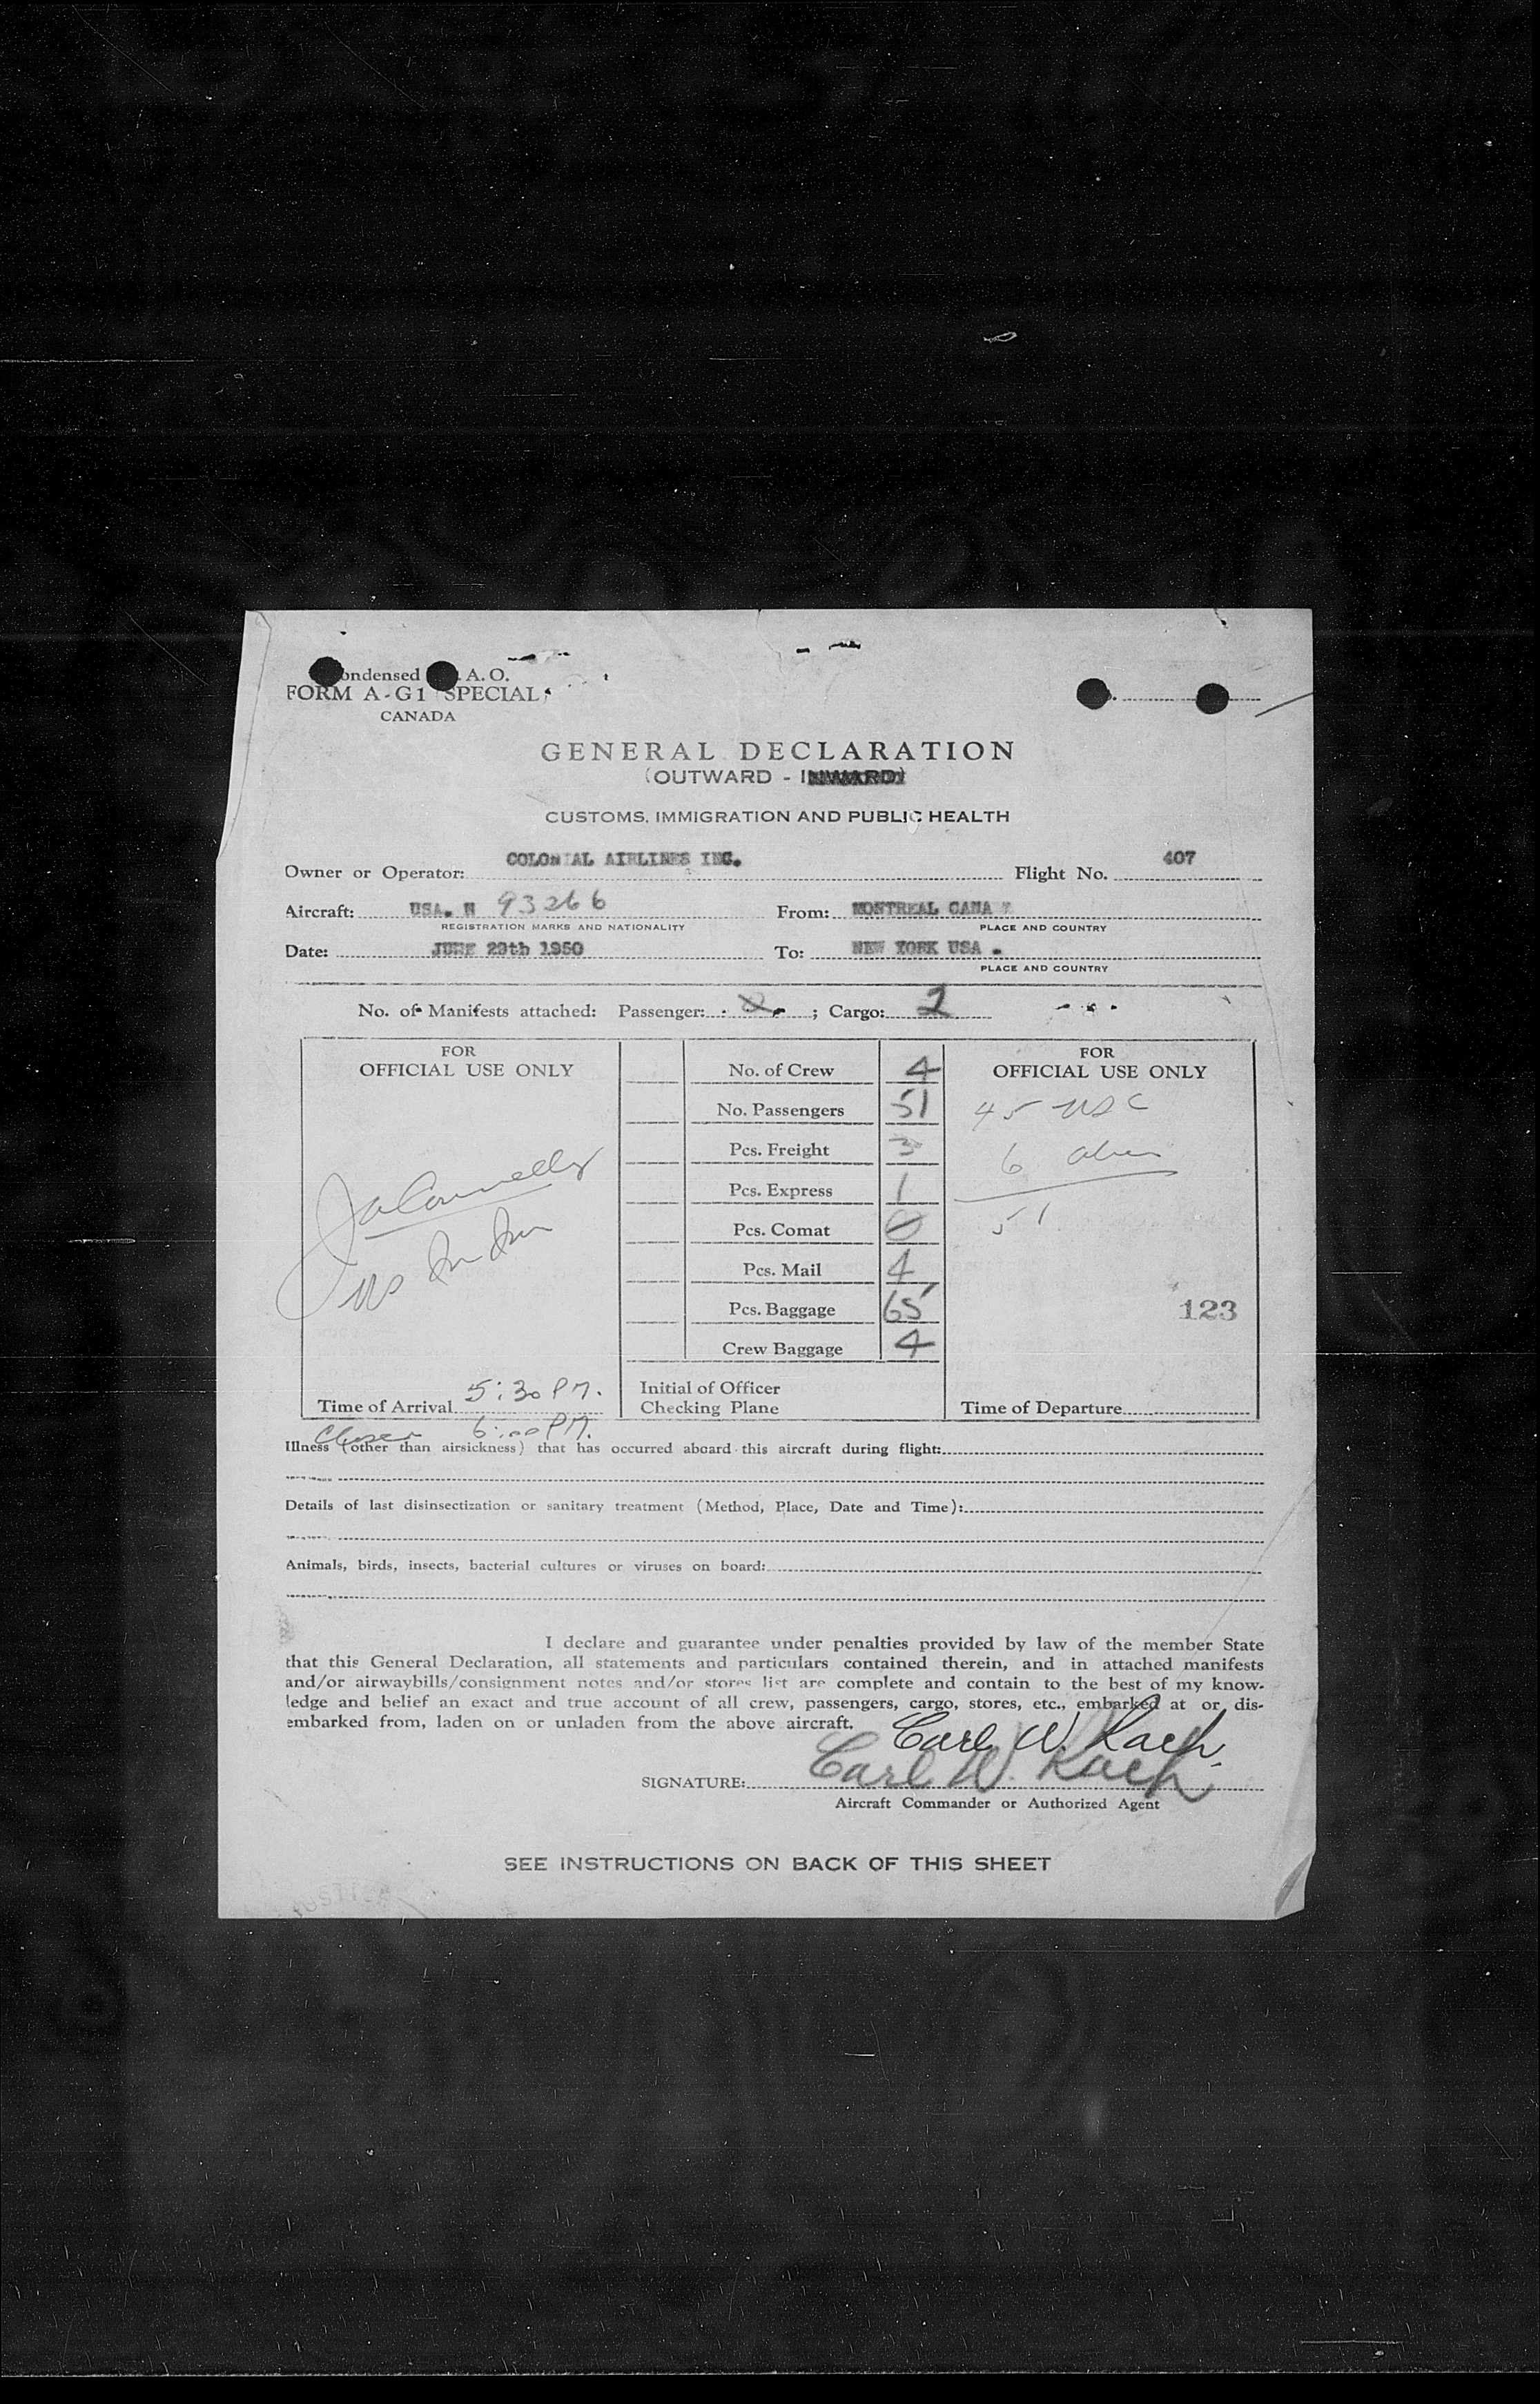 ondensed A. O.
FORM A-G1 SPECIAL
CANADA
GENERAL DECLARATION
(OUTWARD - INWARD)
CUSTOMS, IMMIGRATION AND PUBLIC HEALTH
Owner or Operator: COLONIAL AIRLINES INC. Flight No. 407
Aircraft: USA. N 93266 From: MONTREAL CANA
REGISTRATION MARKS AND NATIONALITY PLACE AND COUNTRY
Date: JUNE 29th 1950 To: NEW YORK USA .
PLACE AND COUNTRY
No. of Manifests attached: Passenger: ; Cargo: 2
FOR
OFFICIAL USE ONLY
No. of Crew 4
No. Passengers 51
Pcs. Freight 3
Pcs. Express 1
Pcs. Comat 0
Pcs. Mail 4
Pcs. Baggage 65
Crew Baggage 4
FOR
OFFICIAL USE ONLY
45 USC
6 alien
51
123
Connelly
US
Time of Arrival 5:30 PM.
Initial of Officer
Checking Plane
Time of Departure
6:00 PM.
Illness (other than airsickness) that has occurred aboard this aircraft during flight:
Details of last disinsectization or sanitary treatment (Method, Place, Date and Time):
Animals, birds, insects, bacterial cultures or viruses on board:
I declare and guarantee under penalties provided by law of the member State
that this General Declaration, all statements and particulars contained therein, and in attached manifests
and/or airwaybills/consignment notes and/or stores list are complete and contain to the best of my know-
ledge and belief an exact and true account of all crew, passengers, cargo, stores, etc., embarked at or dis-
embarked from, laden on or unladen from the above aircraft.
Carl W. Rach
SIGNATURE: Carl W. Rach
Aircraft Commander or Authorized Agent
SEE INSTRUCTIONS ON BACK OF THIS SHEET